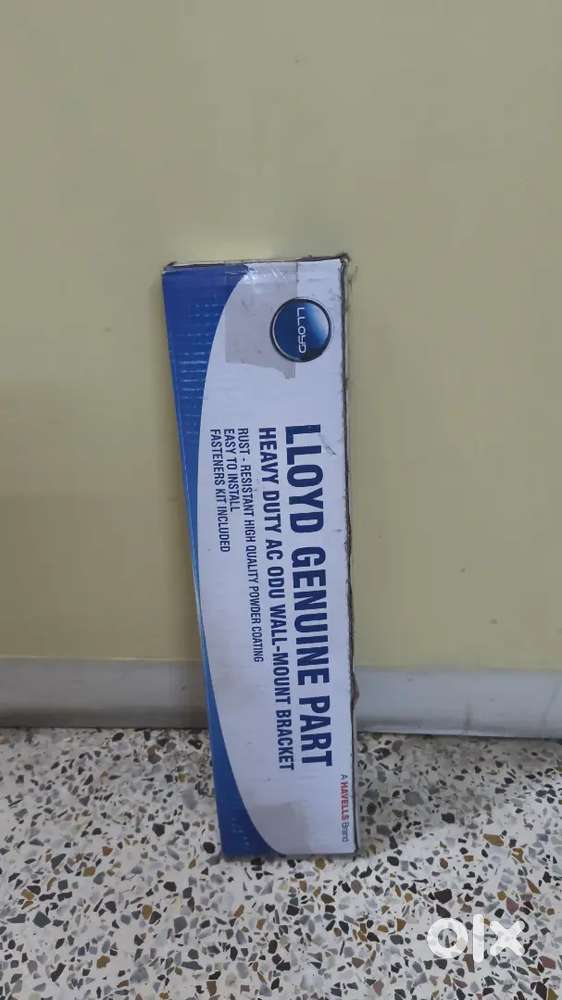 LLOYD
LLOYD GENUINE PART
HEAVY DUTY AC ODU WALL-MOUNT BRACKET
RUST - RESISTANT HIGH QUALITY POWDER COATING
EASY TO INSTALL
FASTENERS KIT INCLUDED
A HAVELLS Brand
olx